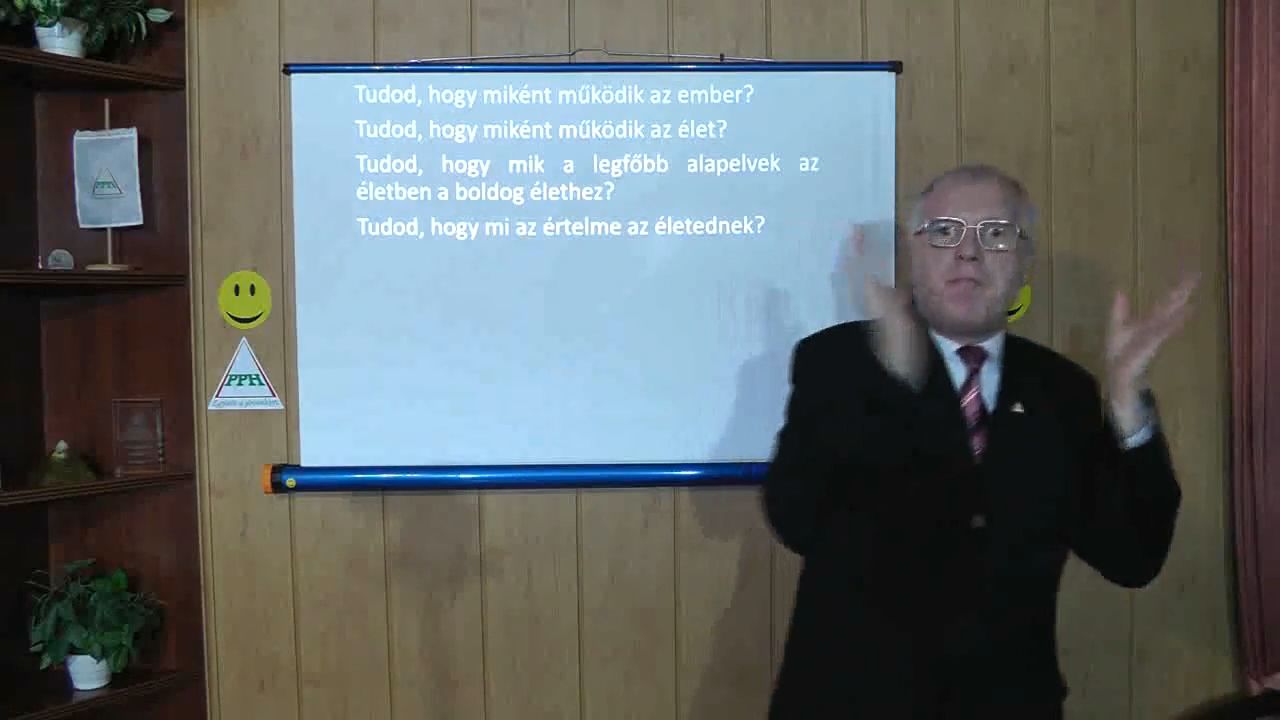 Tudod, hogy miként működik az ember?
Tudod, hogy miként működik az élet?
Tudod, hogy mik a legfőbb alapelvek az
életben a boldog élethez?
Tudod, hogy mi az értelme az életednek?
PPH
PPH